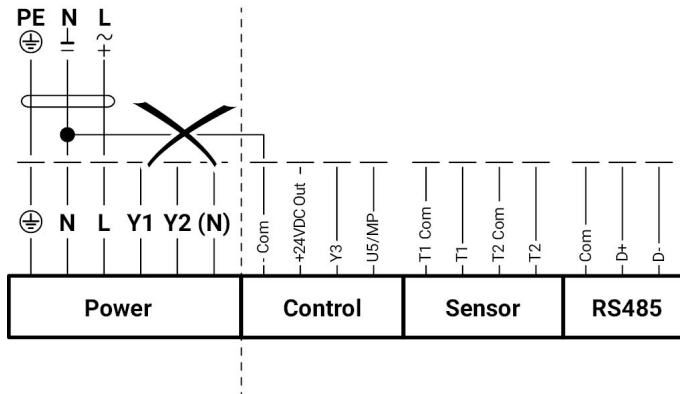 PE N L
N L Y1 Y2 (N)
- Com
+24VDC Out
Y3
U5/MP
T1 Com
T1
T2 Com
T2
Com
D+
D-
Power
Control
Sensor
RS485